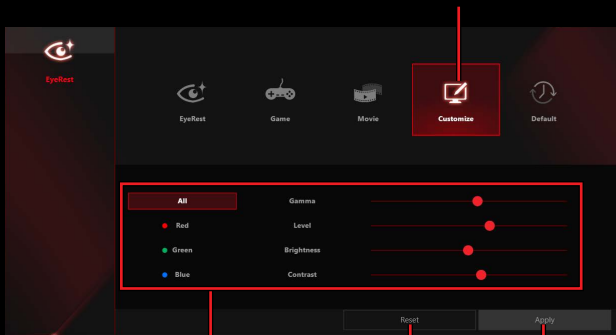 EyeRest
EyeRest Game Movie Customize Default
All Gamma
Red Level
Green Brightness
Blue Contrast
Reset Apply